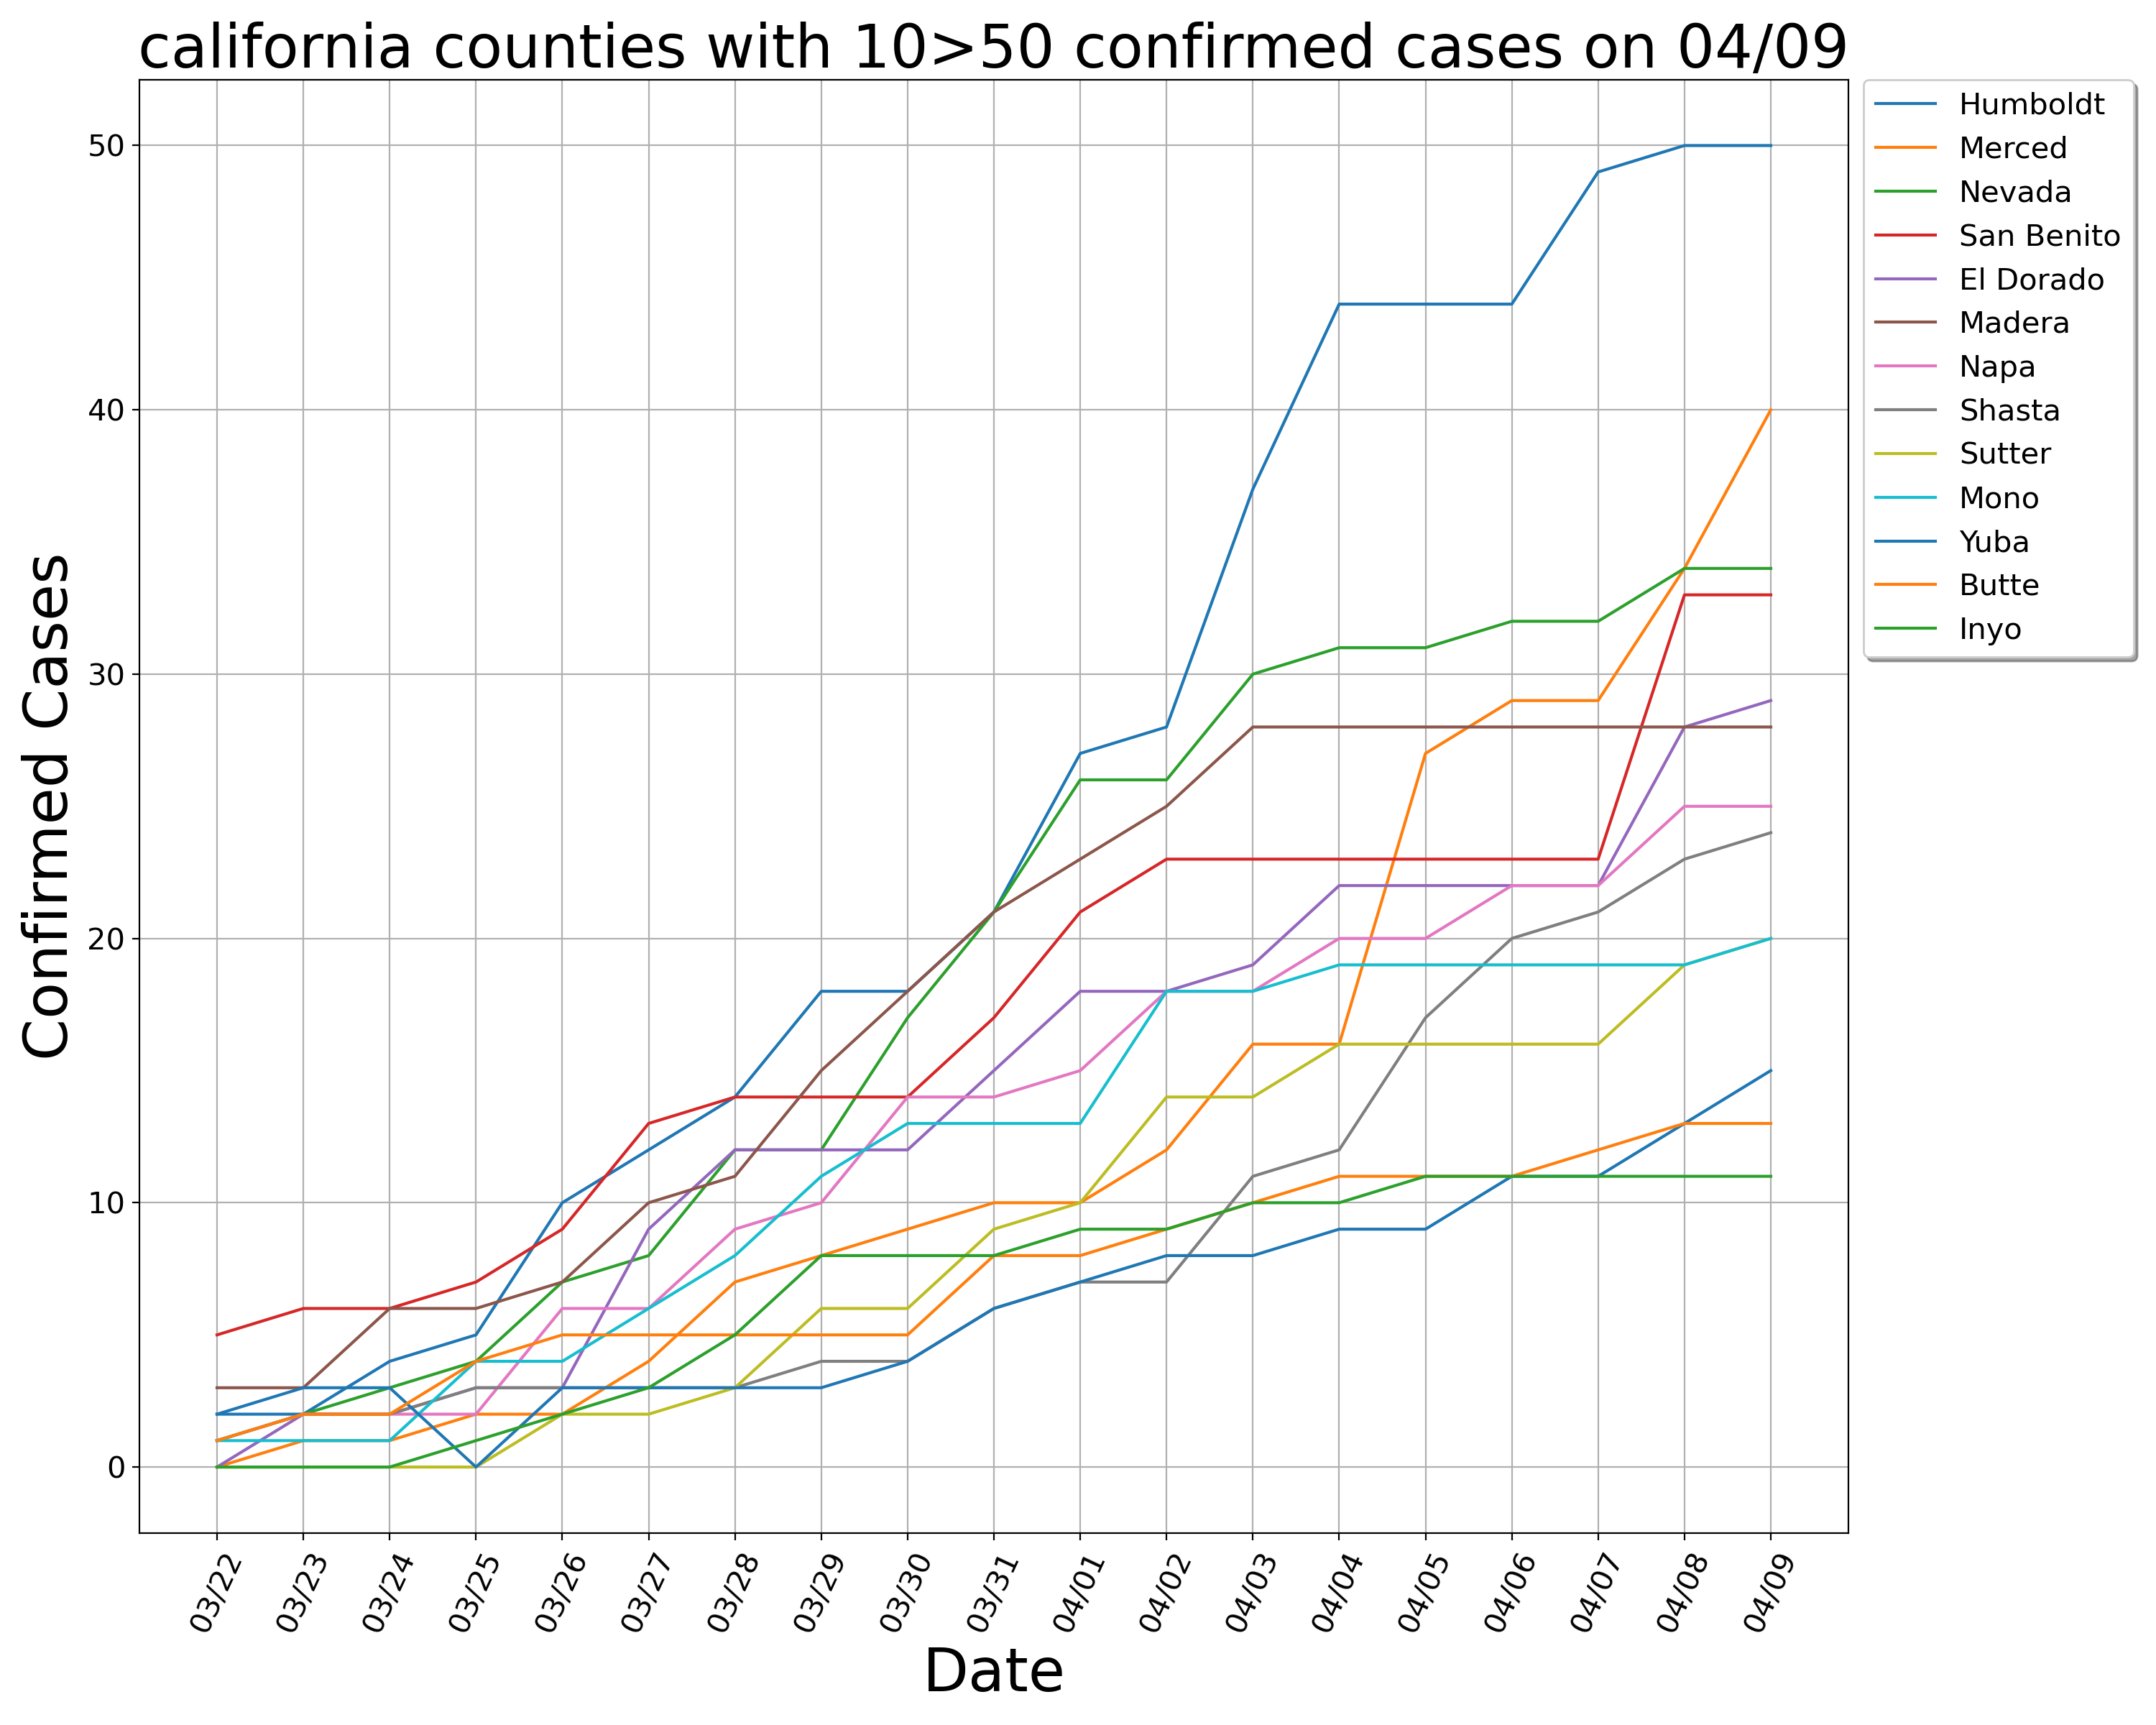 california counties with 10>50 confirmed cases on 04/09
Confirmed Cases
50
40
30
20
10
0
03/22
03/23
03/24
03/25
03/26
03/27
03/28
03/29
03/30
03/31
04/01
04/02
04/03
04/04
04/05
04/06
04/07
04/08
04/09
Date
Humboldt
Merced
Nevada
San Benito
El Dorado
Madera
Napa
Shasta
Sutter
Mono
Yuba
Butte
Inyo